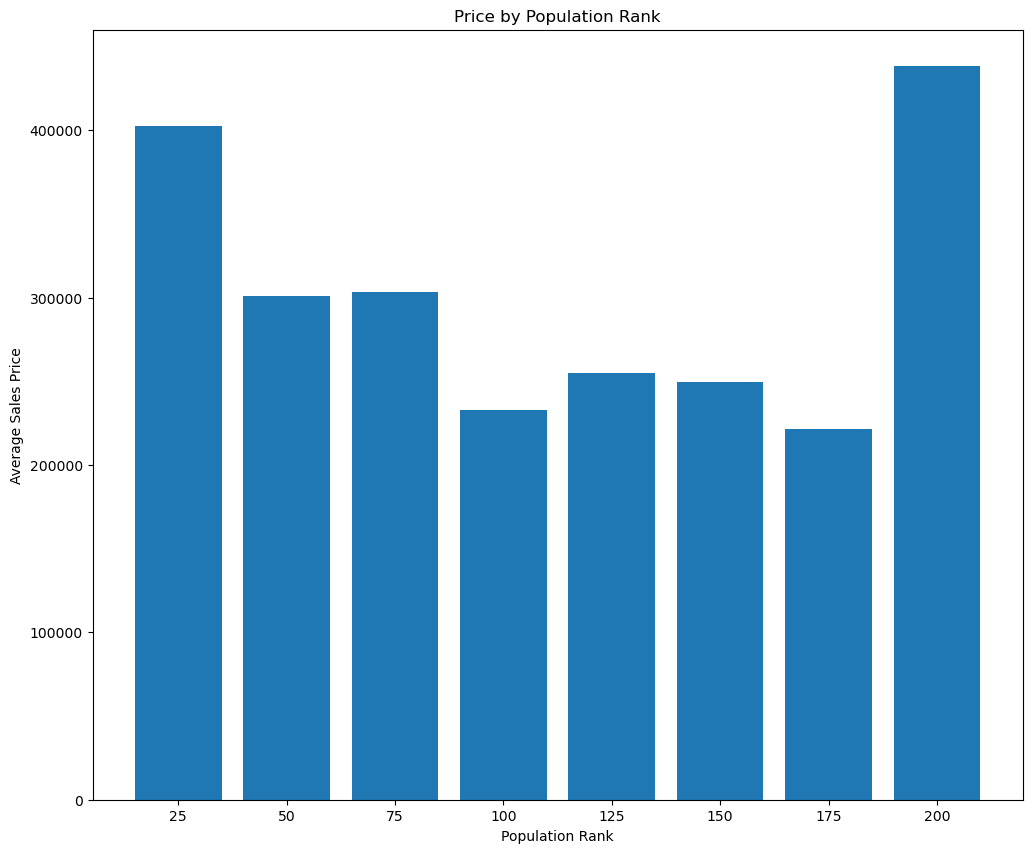 Price by Population Rank
Average Sales Price
400000
300000
200000
100000
0
25 50 75 100 125 150 175 200
Population Rank